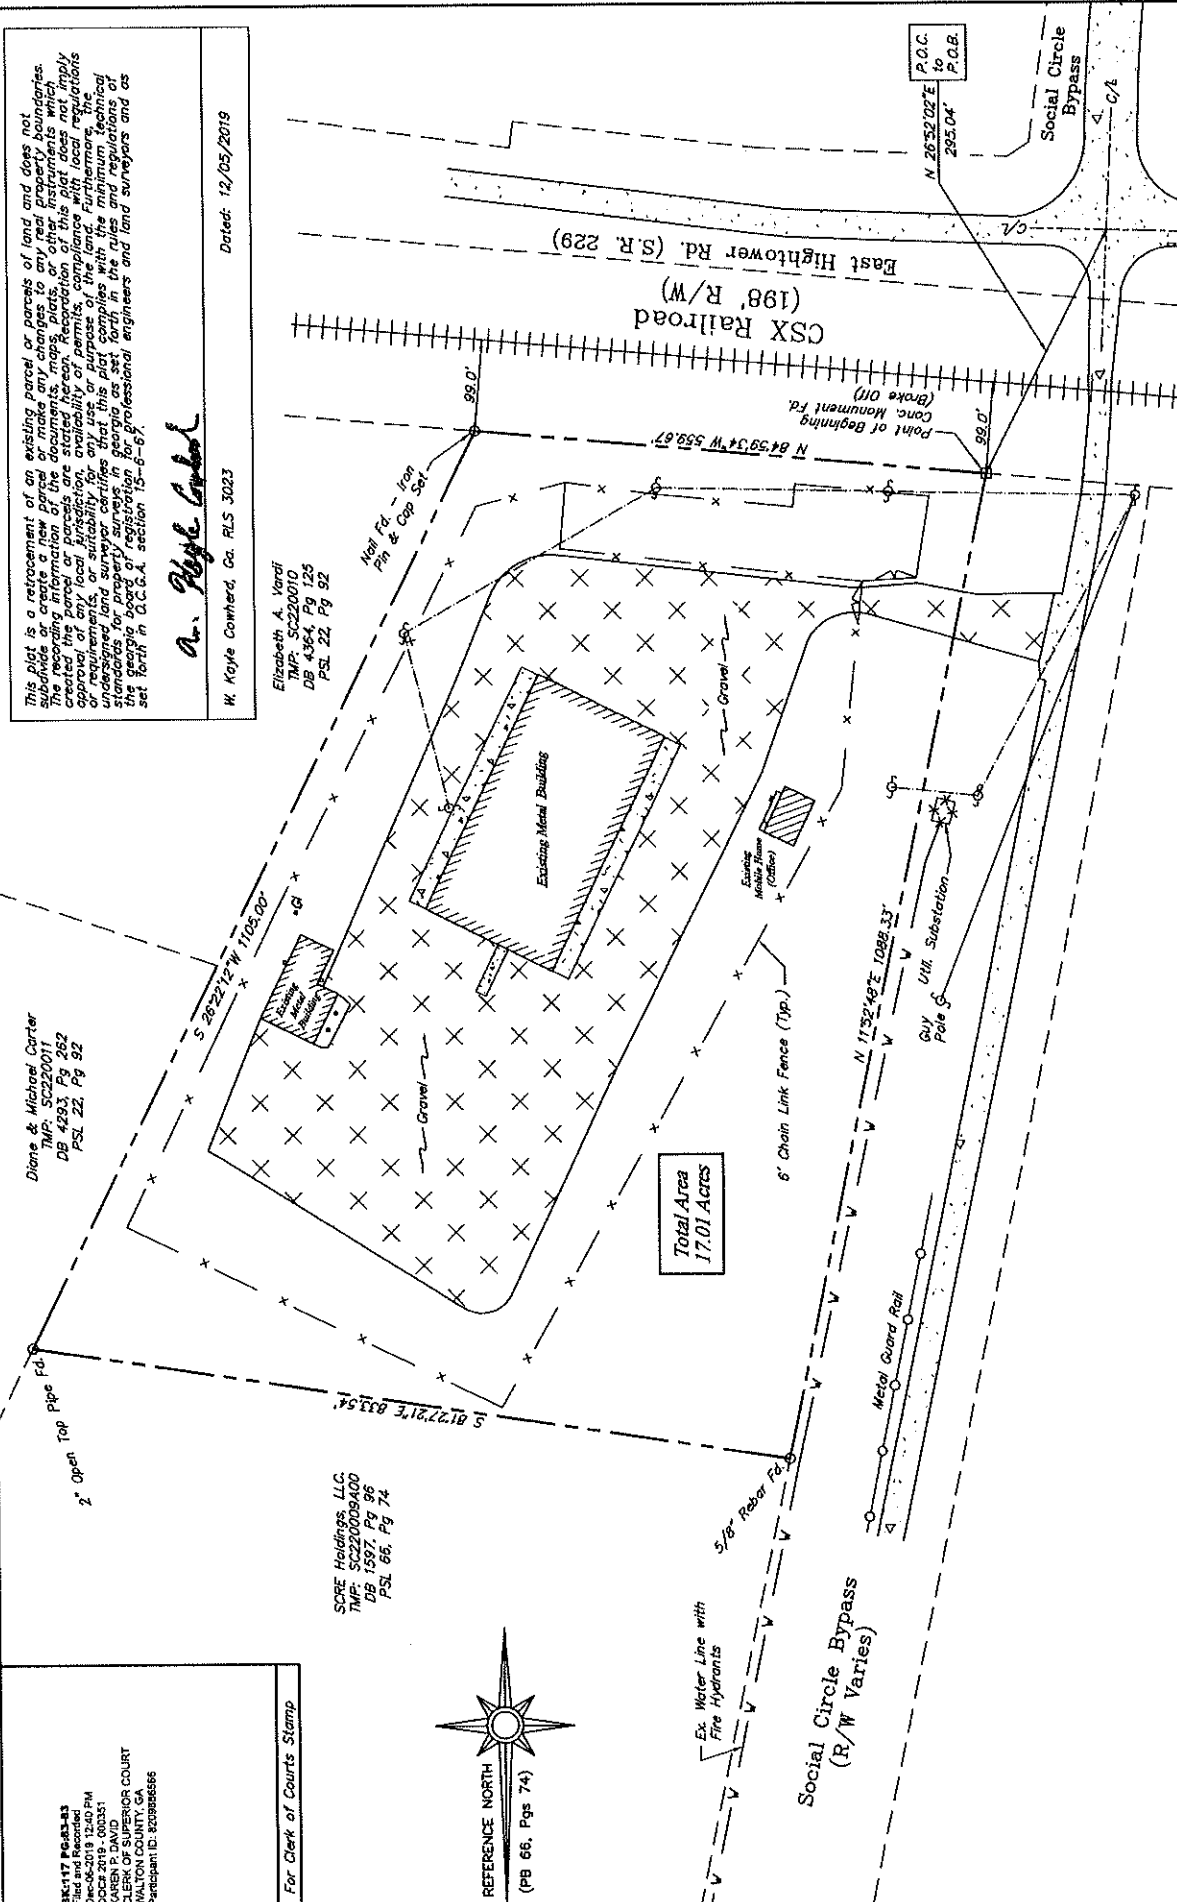 This plat is a retracement of an existing parcel or parcels of land and does not
subdivide or create a new parcel or make any changes to any real property boundaries.
The recording information of the documents, maps, plats, or other instruments which
created the parcel or parcels are stated hereon. Recordation of this plat does not imply
approval of any local jurisdiction, availability of permits, compliance with local regulations
or requirements, or suitability for any use or purpose of the land. Furthermore, the
undersigned land surveyor certifies that this plat complies with the minimum technical
standards for property surveys in georgia as set forth in the rules and regulations of
the georgia board of registration for professional engineers and land surveyors and as
set forth in O.C.G.A. section 15-6-67.
W. Kayle Cowherd, Ga. RLS 3023
Dated: 12/05/2019
BK:117 PG:83-83
Filed and Recorded
Dec-06-2019 12:40 PM
DOC# 2019 - 000351
KAREN P. DAVID
CLERK OF SUPERIOR COURT
WALTON COUNTY, GA
Participant ID: 8209886566
For Clerk of Courts Stamp
REFERENCE NORTH
(PB 66, Pgs 74)
Diane & Michael Carter
TMP: SC220011
DB 4293, Pg 262
PSL 22, Pg 92
Elizabeth A. Vardi
TMP: SC220010
DB 4364, Pg 125
PSL 22, Pg 92
SCRE Holdings, LLC.
TMP: SC220009A00
DB 1597, Pg 96
PSL 66, Pg 74
2" Open Top Pipe Fd.
S 26°22'12"W 1105.00'
Nail Fd. - Iron
Pin & Cap Set
99.0'
N 84°59'34"W 559.67'
Point of Beginning
Conc. Monument Fd.
(Broke Off)
99.0'
CSX Railroad
(198' R/W)
East Hightower Rd. (S.R. 229)
C/L
C/L
Social Circle
Bypass
P.O.C.
to
P.O.B.
N 26°52'02"E
295.04'
Existing
Metal
Building
GI
Existing Metal Building
Gravel
Gravel
Existing
Mobile Home
(Office)
6' Chain Link Fence (Typ.)
Total Area
17.01 Acres
S 81°27'21"E 833.54'
5/8" Rebar Fd.
N 11°52'48"E 1088.33'
Util. Substation
Guy
Pole
Metal Guard Rail
Ex. Water Line with
Fire Hydrants
Social Circle Bypass
(R/W Varies)